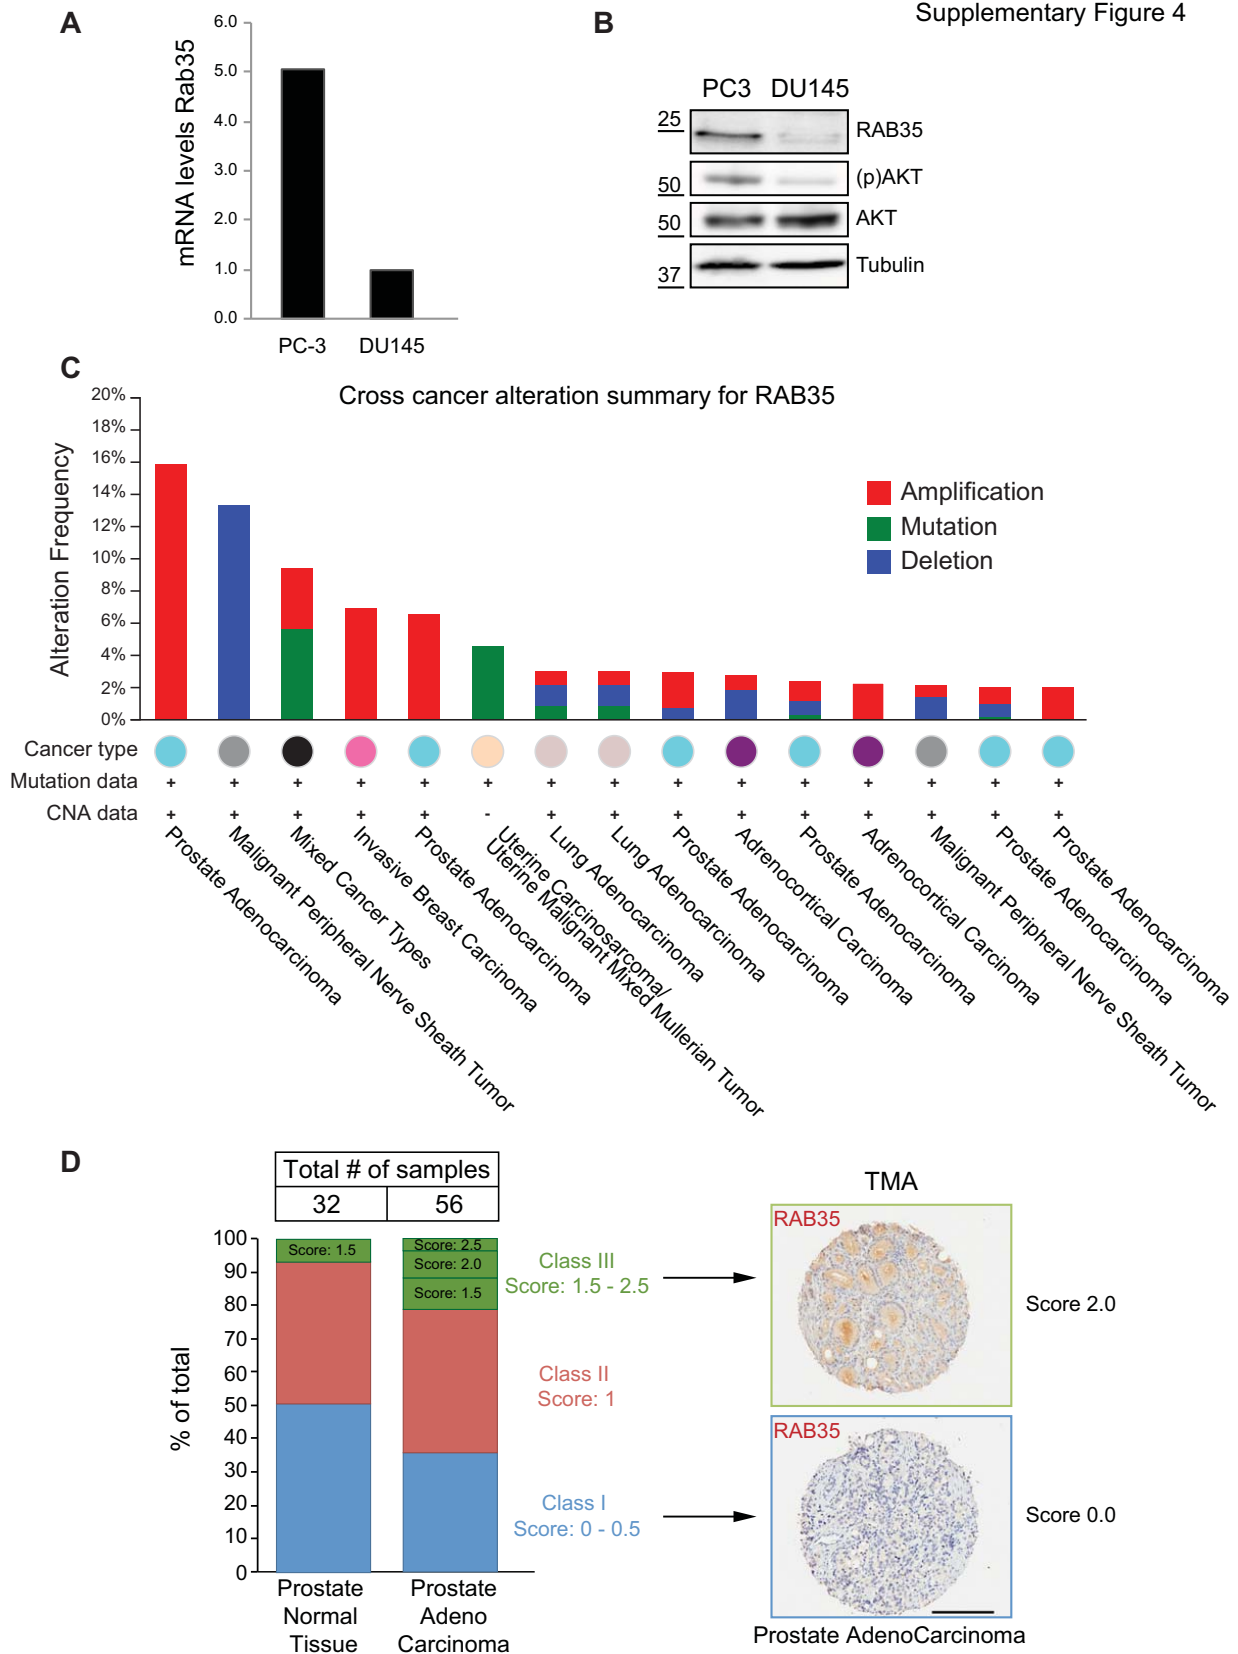 Supplementary Figure 4
A
mRNA levels Rab35
6.0
5.0
4.0
3.0
2.0
1.0
0.0
PC-3 DU145
B
PC3 DU145
25 RAB35
50 (p)AKT
50 AKT
37 Tubulin
C
Cross cancer alteration summary for RAB35
Alteration Frequency
20%
18%
16%
14%
12%
10%
8%
6%
4%
2%
0%
Amplification
Mutation
Deletion
Cancer type
Mutation data + + + + + + + + + + + + + + +
CNA data + + + + + - + + + + + + + + +
Prostate Adenocarcinoma
Malignant Peripheral Nerve Sheath Tumor
Mixed Cancer Types
Invasive Breast Carcinoma
Prostate Adenocarcinoma
Uterine Carcinosarcoma/
Uterine Malignant Mixed Mullerian Tumor
Lung Adenocarcinoma
Lung Adenocarcinoma
Prostate Adenocarcinoma
Adrenocortical Carcinoma
Prostate Adenocarcinoma
Adrenocortical Carcinoma
Malignant Peripheral Nerve Sheath Tumor
Prostate Adenocarcinoma
Prostate Adenocarcinoma
D
Total # of samples
32 56
% of total
100
90
80
70
60
50
40
30
20
10
0
Score: 1.5
Score: 2.5
Score: 2.0
Score: 1.5
Prostate
Normal
Tissue
Prostate
Adeno
Carcinoma
Class III
Score: 1.5 - 2.5
Class II
Score: 1
Class I
Score: 0 - 0.5
TMA
RAB35
Score 2.0
RAB35
Score 0.0
Prostate AdenoCarcinoma